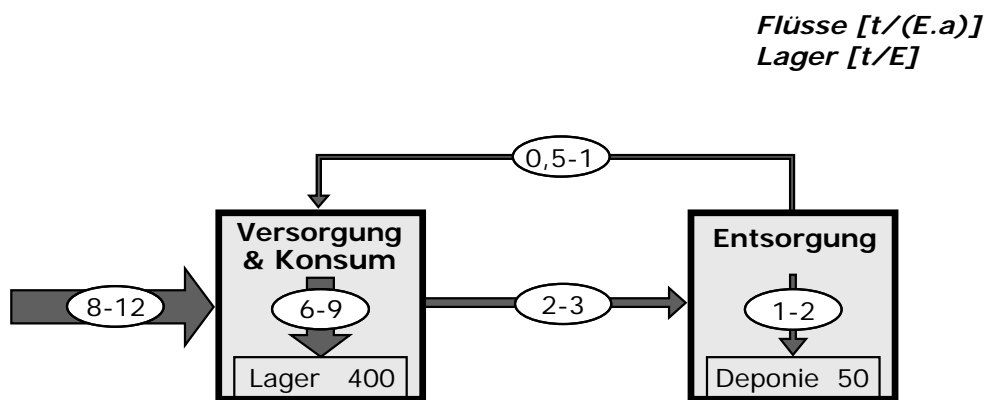 Flüsse [t/(E.a)]
Lager [t/E]
0,5-1
Versorgung
& Konsum
Entsorgung
8-12
6-9
2-3
1-2
Lager 400
Deponie 50